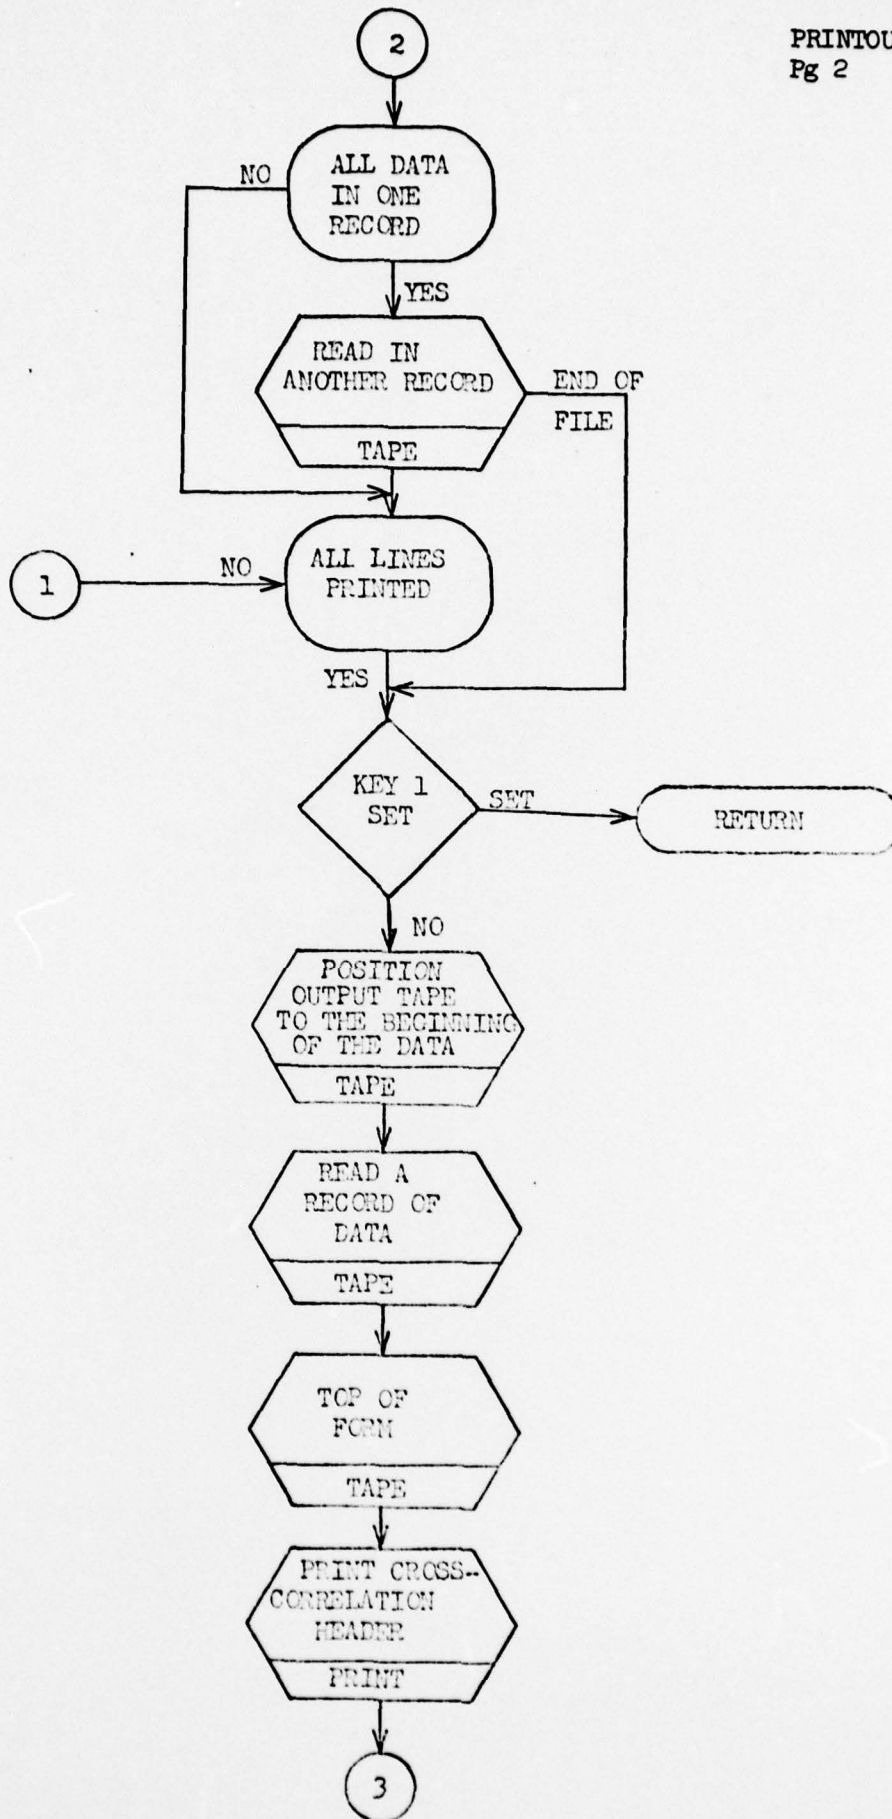 2
PRINTOU
Pg 2
NO
ALL DATA
IN ONE
RECORD
YES
READ IN
ANOTHER RECORD
TAPE
END OF
FILE
1
NO
ALL LINES
PRINTED
YES
KEY 1
SET
SET
RETURN
NO
POSITION
OUTPUT TAPE
TO THE BEGINNING
OF THE DATA
TAPE
READ A
RECORD OF
DATA
TAPE
TOP OF
FORM
TAPE
PRINT CROSS-
CORRELATION
HEADER
PRINT
3